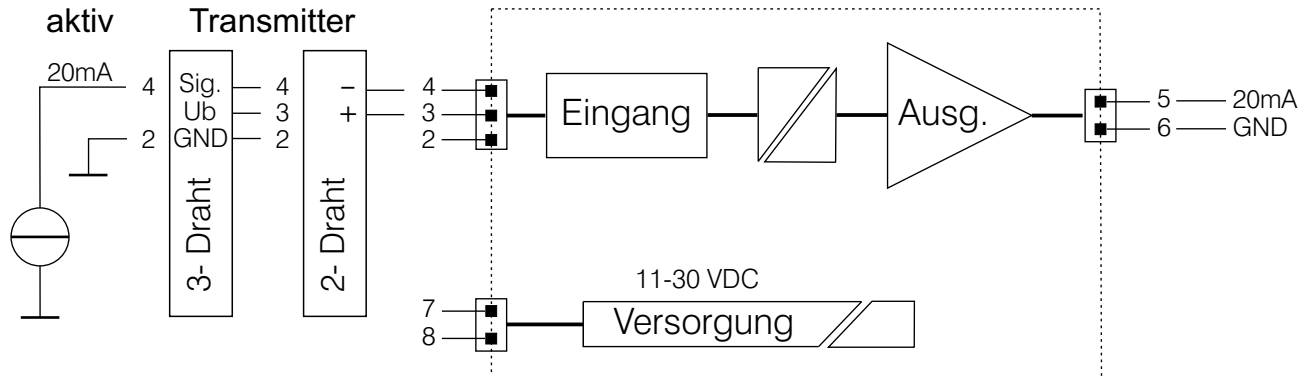 aktiv
Transmitter
20mA
4
2
Sig.
Ub
GND
3- Draht
4
3
2
−
+
2- Draht
4
3
2
Eingang
Ausg.
5
20mA
6
GND
7
8
11-30 VDC
Versorgung